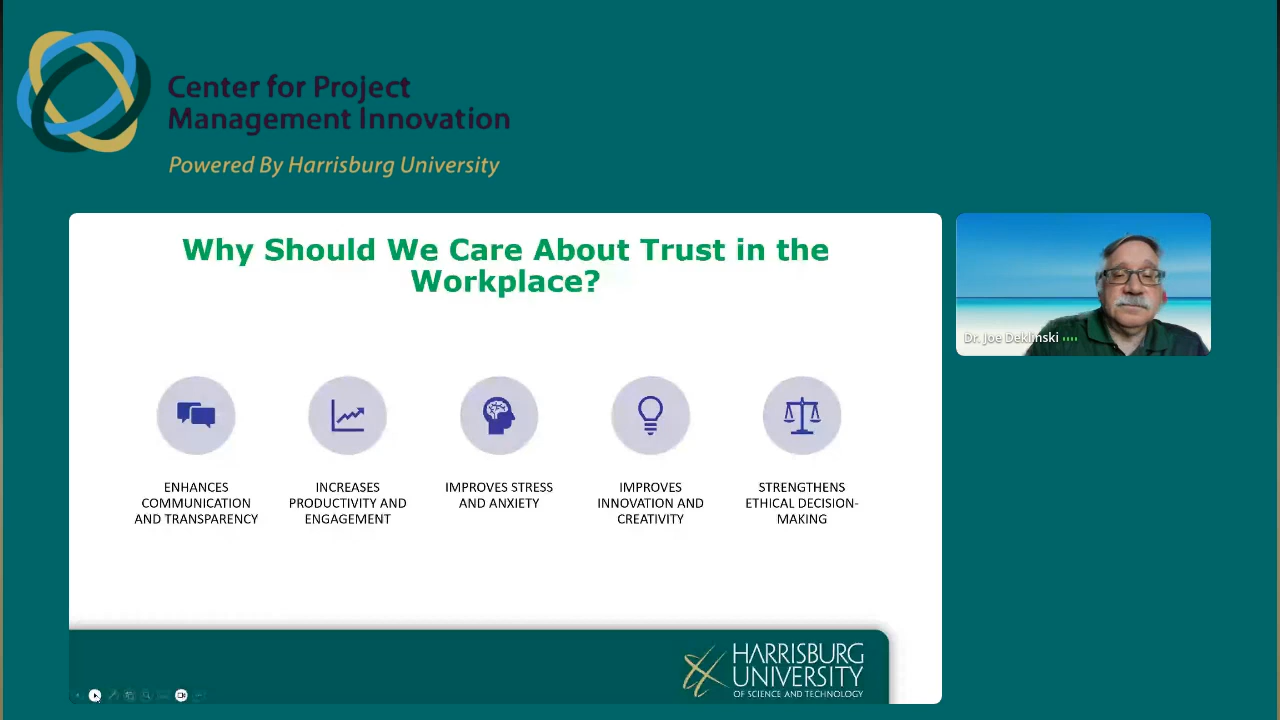 Center for Project
Management Innovation
Powered By Harrisburg University
Why Should We Care About Trust in the
Workplace?
ENHANCES
COMMUNICATION
AND TRANSPARENCY
INCREASES
PRODUCTIVITY AND
ENGAGEMENT
IMPROVES STRESS
AND ANXIETY
IMPROVES
INNOVATION AND
CREATIVITY
STRENGTHENS
ETHICAL DECISION-
MAKING
HARRISBURG
UNIVERSITY
OF SCIENCE AND TECHNOLOGY
Dr. Joe Deklinski